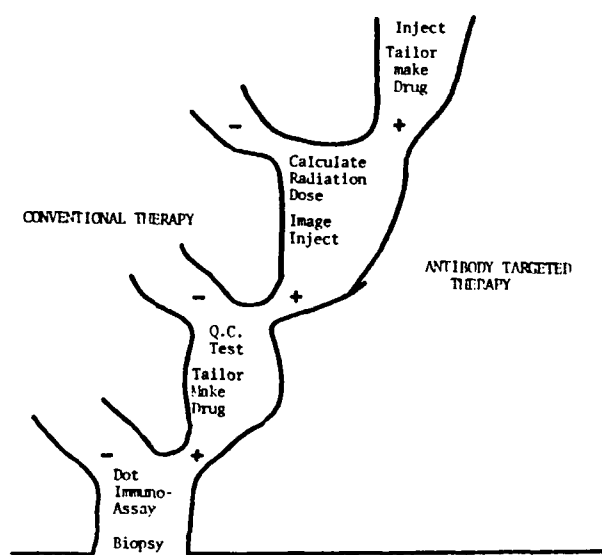 Inject
Tailor
make
Drug
- +
Calculate
Radiation
Dose
Image
Inject
CONVENTIONAL THERAPY
ANTIBODY TARGETED
THERAPY
- +
Q.C.
Test
Tailor
Make
Drug
- +
Dot
Immuno-
Assay
Biopsy